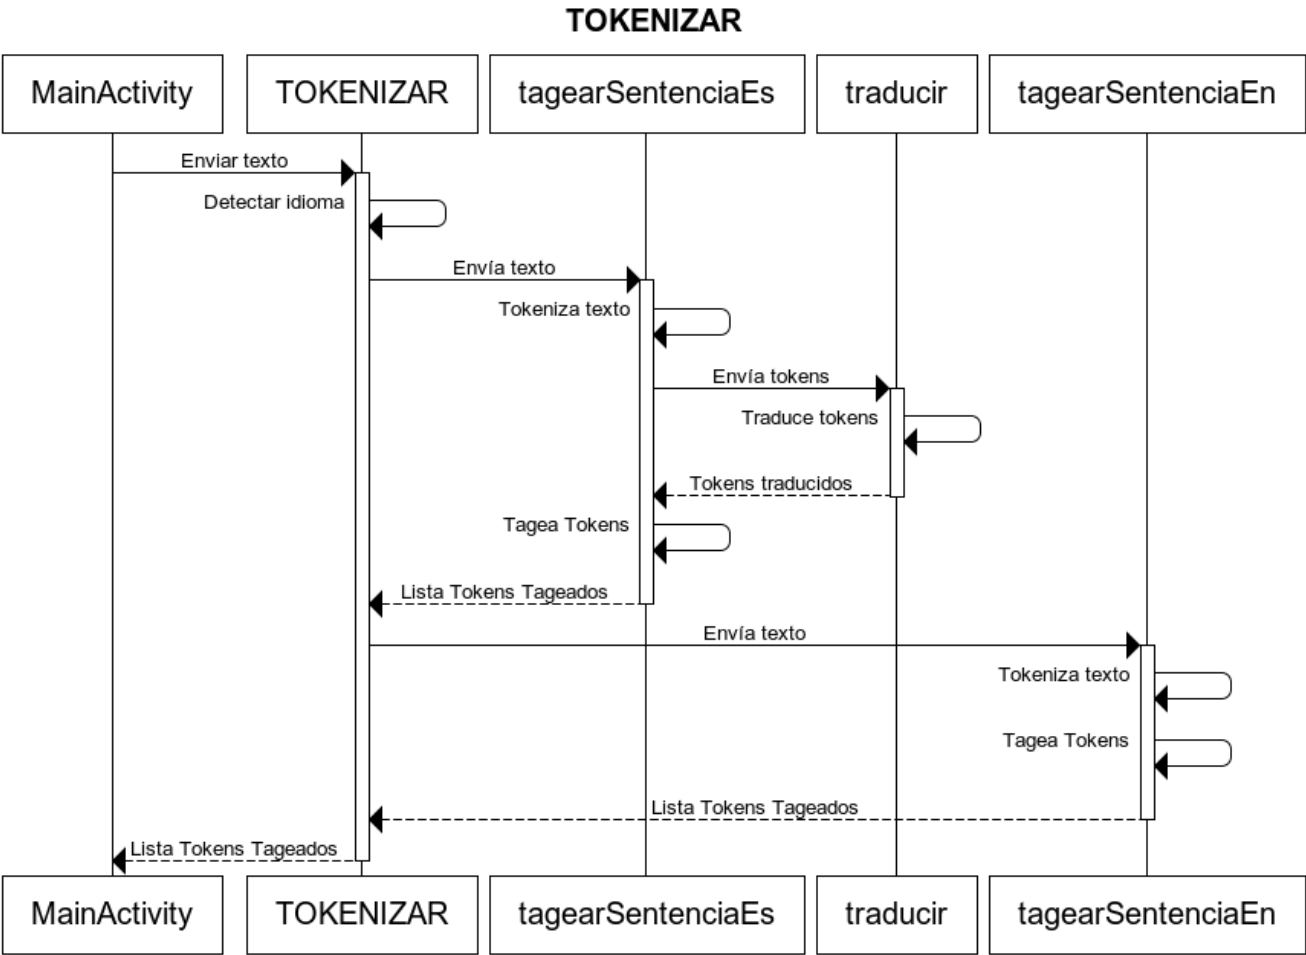 TOKENIZAR
MainActivity
TOKENIZAR
tagearSentenciaEs
traducir
tagearSentenciaEn
Enviar texto
Detectar idioma
Envía texto
Tokeniza texto
Envía tokens
Traduce tokens
Tokens traducidos
Tagea Tokens
Lista Tokens Tageados
Envía texto
Tokeniza texto
Tagea Tokens
Lista Tokens Tageados
Lista Tokens Tageados
MainActivity
TOKENIZAR
tagearSentenciaEs
traducir
tagearSentenciaEn